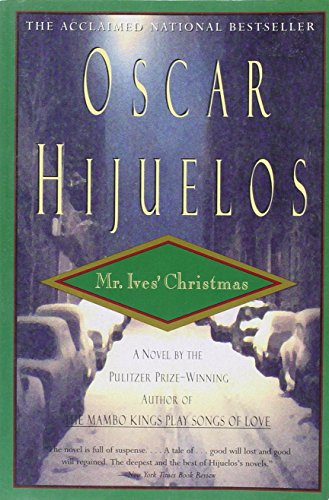 THE ACCLAIMED NATIONAL BESTSELLER
OSCAR
HIJUELOS
Mr. Ives' Christmas
A NOVEL BY THE
PULITZER PRIZE–WINNING
AUTHOR OF
THE MAMBO KINGS PLAY SONGS OF LOVE
"The novel is full of suspense. . . . A tale of . . . good will lost and good
will regained. The deepest and the best of Hijuelos's novels."
—New York Times Book Review